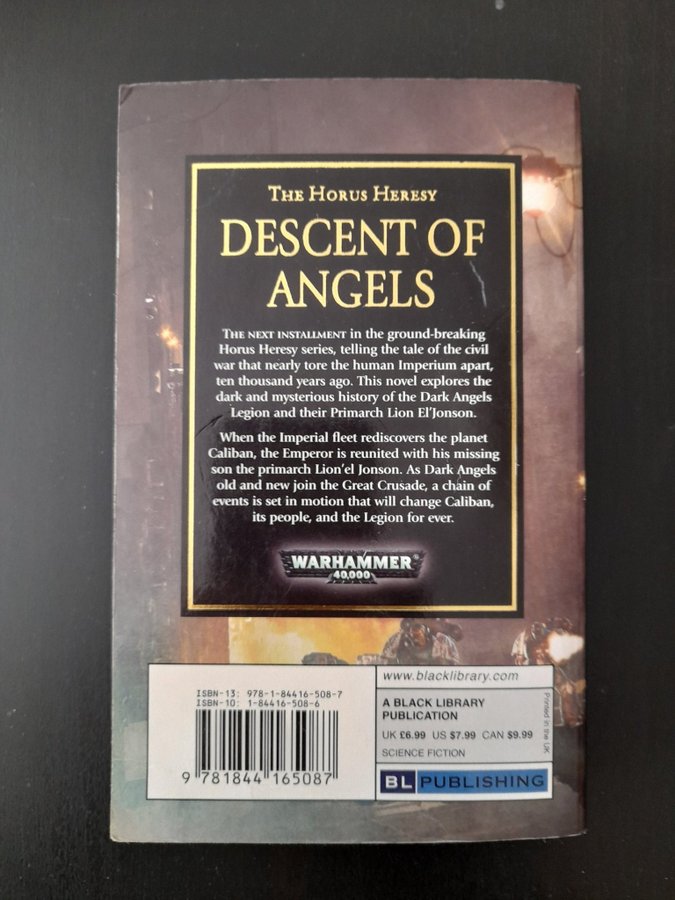 THE HORUS HERESY
DESCENT OF
ANGELS
THE NEXT INSTALLMENT in the ground-breaking
Horus Heresy series, telling the tale of the civil
war that nearly tore the human Imperium apart,
ten thousand years ago. This novel explores the
dark and mysterious history of the Dark Angels
Legion and their Primarch Lion El'Jonson.
When the Imperial fleet rediscovers the planet
Caliban, the Emperor is reunited with his missing
son the primarch Lion'el Jonson. As Dark Angels
old and new join the Great Crusade, a chain of
events is set in motion that will change Caliban,
its people, and the Legion for ever.
WARHAMMER®
40,000
ISBN-13: 978-1-84416-508-7
ISBN-10: 1-84416-508-6
9 781844 165087
www.blacklibrary.com
A BLACK LIBRARY
PUBLICATION
UK £6.99 US $7.99 CAN $9.99
SCIENCE FICTION
Printed in the UK
BL PUBLISHING